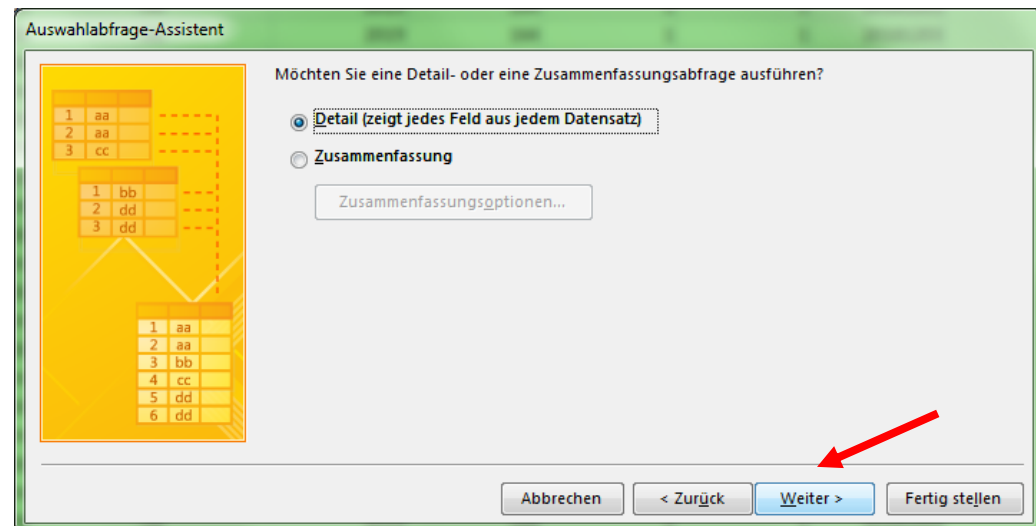 Auswahlabfrage-Assistent
Möchten Sie eine Detail- oder eine Zusammenfassungsabfrage ausführen?
Detail (zeigt jedes Feld aus jedem Datensatz)
Zusammenfassung
Zusammenfassungsoptionen...
1 aa
2 aa
3 cc
1 bb
2 dd
3 dd
1 aa
2 aa
3 bb
4 cc
5 dd
6 dd
Abbrechen < Zurück Weiter > Fertig stellen